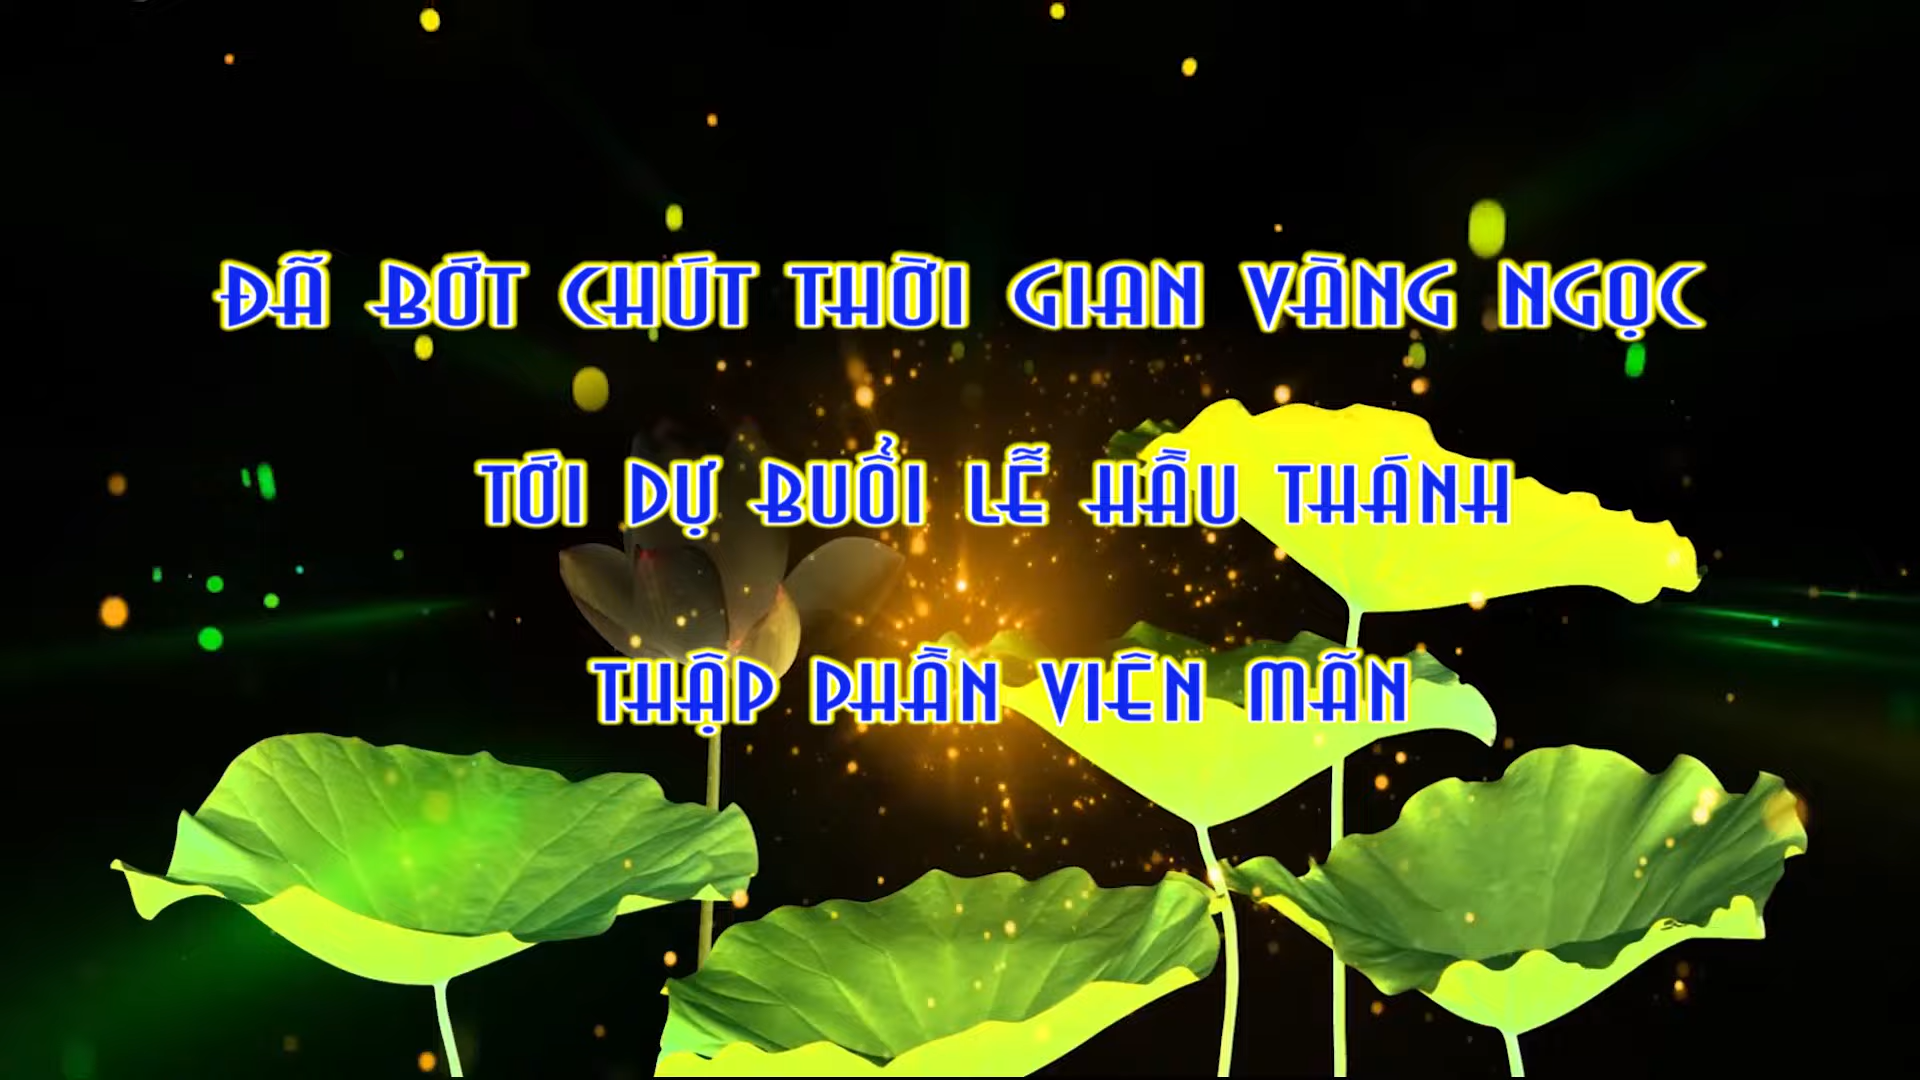 ĐÃ BỚT CHÚT THỜI GIAN VÀNG NGỌC
TỚI DỰ BUỔI LỄ HẦU THÁNH
THẬP PHẦN VIÊN MÃN